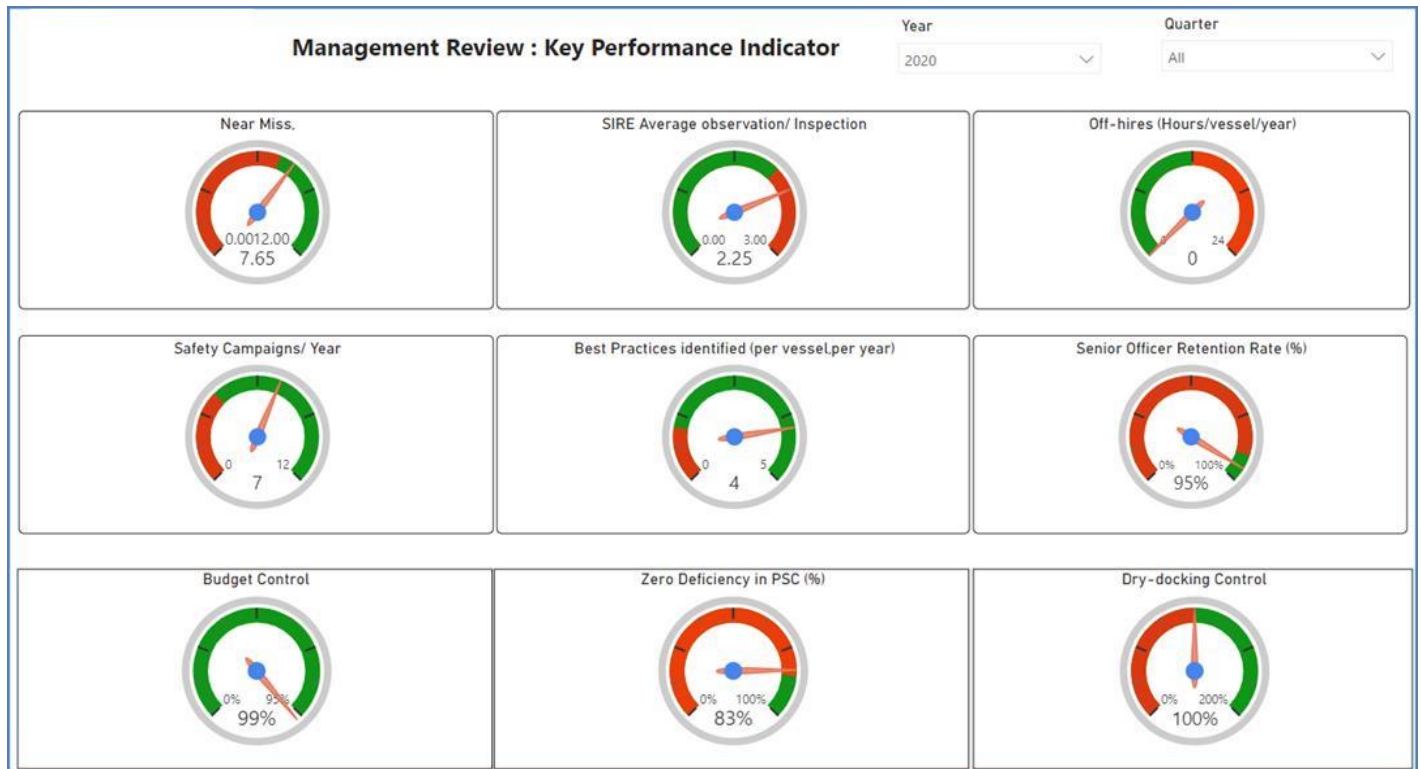 Management Review : Key Performance Indicator
Year
2020
Quarter
All
Near Miss,
0.0012.00
7.65
SIRE Average observation/ Inspection
0.00 3.00
2.25
Off-hires (Hours/vessel/year)
0 24
0
Safety Campaigns/ Year
0 12
7
Best Practices identified (per vessel,per year)
0 5
4
Senior Officer Retention Rate (%)
0% 100%
95%
Budget Control
0% 95%
99%
Zero Deficiency in PSC (%)
0% 100%
83%
Dry-docking Control
0% 200%
100%